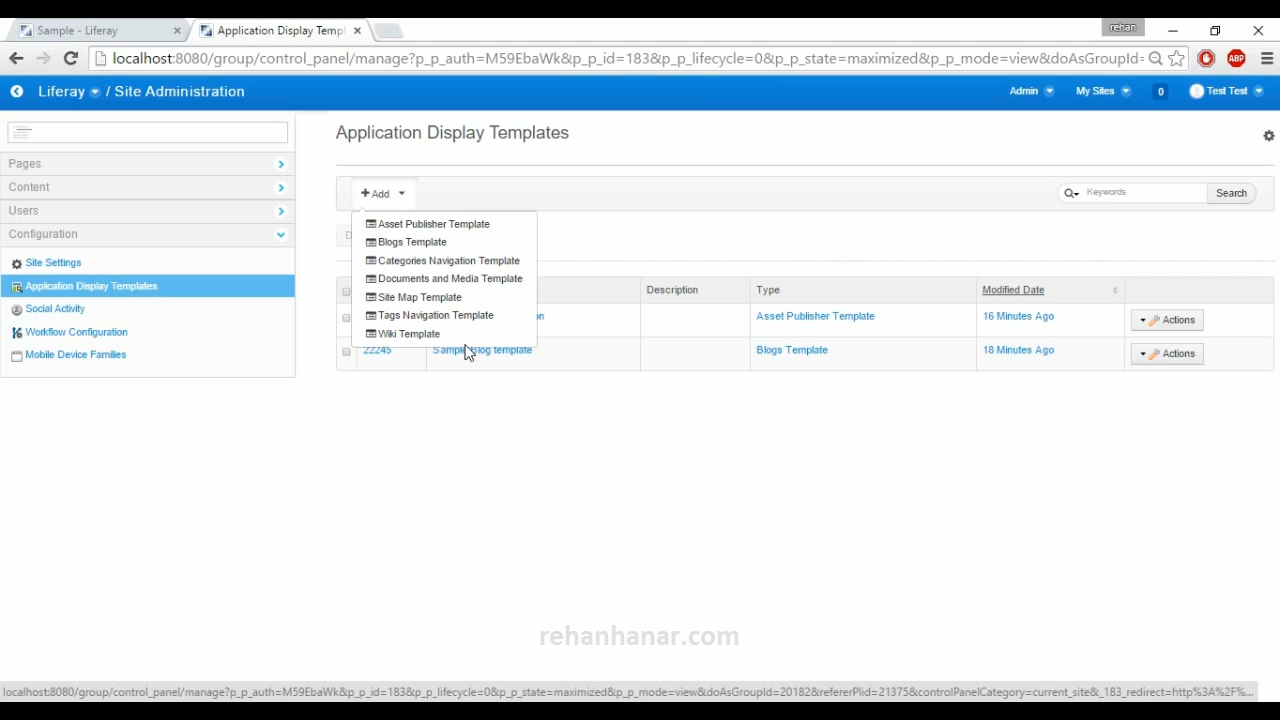 Sample - Liferay
Application Display Templ
rehan
localhost:8080/group/control_panel/manage?p_p_auth=M59EbaWk&p_p_id=183&p_p_lifecycle=0&p_p_state=maximized&p_p_mode=view&doAsGroupId=
ABP
Liferay / Site Administration
Admin
My Sites
0
Test Test
Pages
Content
Users
Configuration
Site Settings
Application Display Templates
Social Activity
Workflow Configuration
Mobile Device Families
Application Display Templates
+ Add
Keywords
Search
Asset Publisher Template
Blogs Template
Categories Navigation Template
Documents and Media Template
Site Map Template
Tags Navigation Template
Wiki Template
D
Description Type Modified Date
on Asset Publisher Template 16 Minutes Ago Actions
22245 Sample Blog template Blogs Template 18 Minutes Ago Actions
rehanhanar.com
localhost:8080/group/control_panel/manage?p_p_auth=M59EbaWk&p_p_id=183&p_p_lifecycle=0&p_p_state=maximized&p_p_mode=view&doAsGroupId=20182&refererPlid=21375&controlPanelCategory=current_site&_183_redirect=http%3A%2F%...